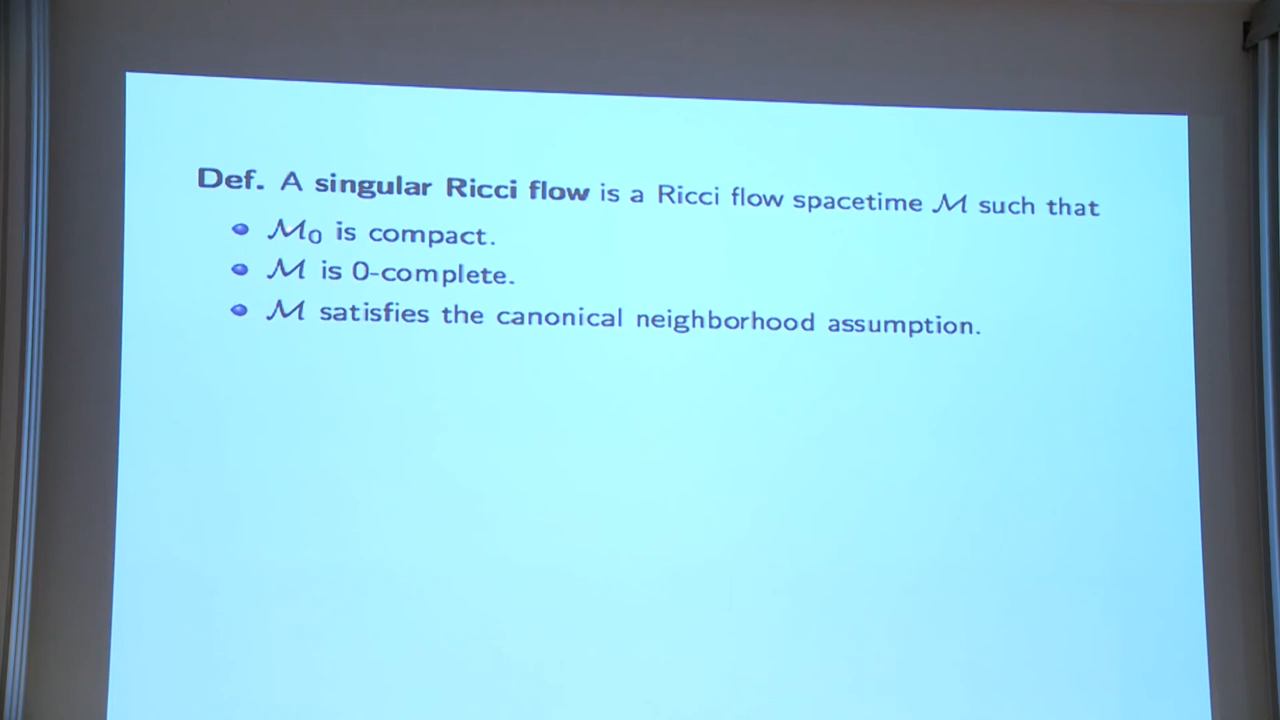 Def. A singular Ricci flow is a Ricci flow spacetime ℳ such that
ℳ₀ is compact.
ℳ is 0-complete.
ℳ satisfies the canonical neighborhood assumption.